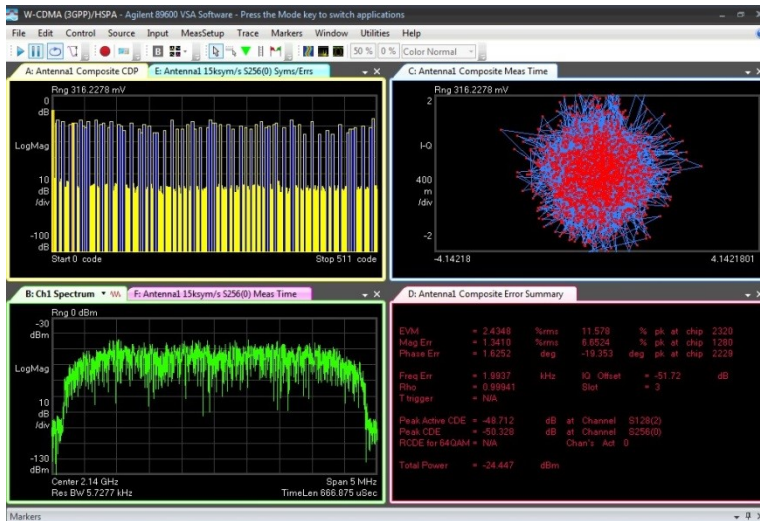 W-CDMA (3GPP)/HSPA - Agilent 89600 VSA Software - Press the Mode key to switch applications
File Edit Control Source Input MeasSetup Trace Markers Window Utilities Help
50 % 0 % Color Normal
A: Antenna1 Composite CDP E: Antenna1 15ksym/s S256(0) Syms/Errs
Rng 316.2278 mV
0
dB
LogMag
10
dB
/div
-100
dB
Start 0 code Stop 511 code
C: Antenna1 Composite Meas Time
Rng 316.2278 mV
2
I-Q
400
m
/div
-2
-4.14218 4.1421801
B: Ch1 Spectrum F: Antenna1 15ksym/s S256(0) Meas Time
Rng 0 dBm
-30
dBm
LogMag
10
dB
/div
-130
dBm
Center 2.14 GHz Span 5 MHz
Res BW 5.7277 kHz TimeLen 666.875 uSec
D: Antenna1 Composite Error Summary
EVM = 2.4348 %rms 11.578 % pk at chip 2320
Mag Err = 1.3410 %rms 6.6524 % pk at chip 1280
Phase Err = 1.6252 deg -19.353 deg pk at chip 2229
Freq Err = 1.9937 kHz IQ Offset = -51.72 dB
Rho = 0.99941 Slot = 3
T trigger = N/A
Peak Active CDE = -48.712 dB at Channel S128(2)
Peak CDE = -50.328 dB at Channel S256(0)
RCDE for 64QAM = N/A Chan's Act 0
Total Power = -24.447 dBm
Markers